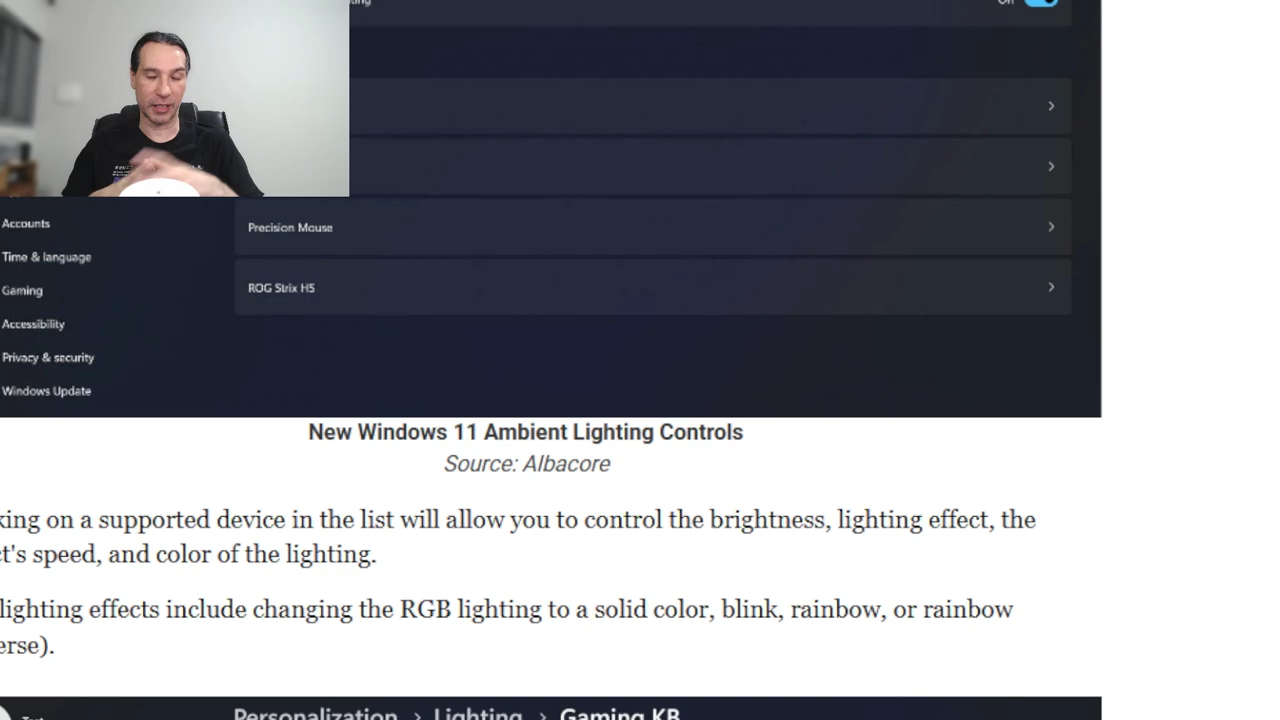 On
Accounts
Time & language
Precision Mouse
Gaming
ROG Strix H5
Accessibility
Privacy & security
Windows Update
New Windows 11 Ambient Lighting Controls
Source: Albacore
king on a supported device in the list will allow you to control the brightness, lighting effect, the
ct's speed, and color of the lighting.
lighting effects include changing the RGB lighting to a solid color, blink, rainbow, or rainbow
erse).
Personalization > Lighting > Gaming KB